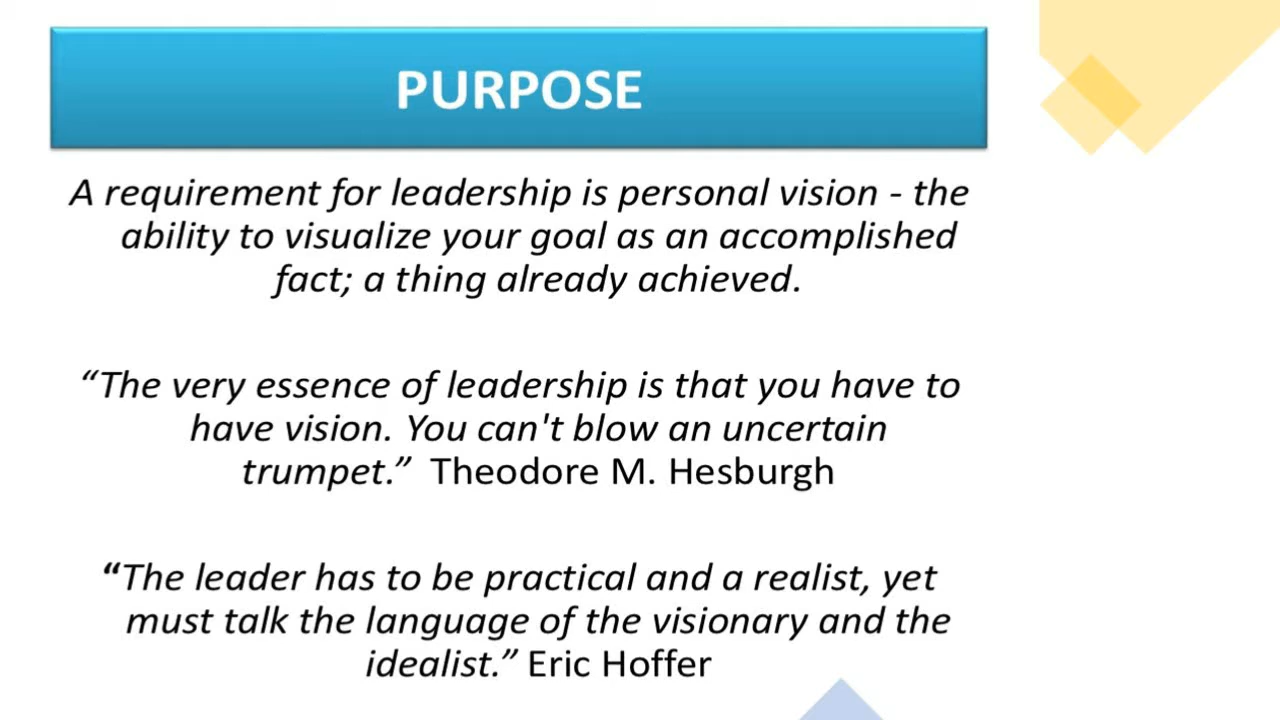 PURPOSE
A requirement for leadership is personal vision - the
ability to visualize your goal as an accomplished
fact; a thing already achieved.
“The very essence of leadership is that you have to
have vision. You can't blow an uncertain
trumpet.” Theodore M. Hesburgh
“The leader has to be practical and a realist, yet
must talk the language of the visionary and the
idealist.” Eric Hoffer